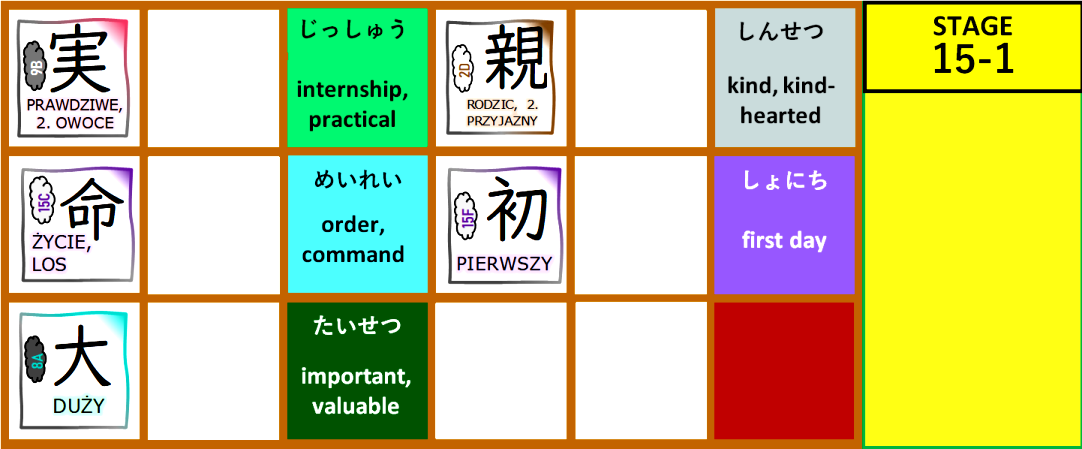 実
9B
PRAWDZIWE,
2. OWOCE
じっしゅう
internship,
practical
親
2D
RODZIC, 2.
PRZYJAZNY
しんせつ
kind, kind-
hearted
STAGE
15-1
命
15C
ŻYCIE,
LOS
めいれい
order,
command
初
15F
PIERWSZY
しょにち
first day
大
8A
DUŻY
たいせつ
important,
valuable